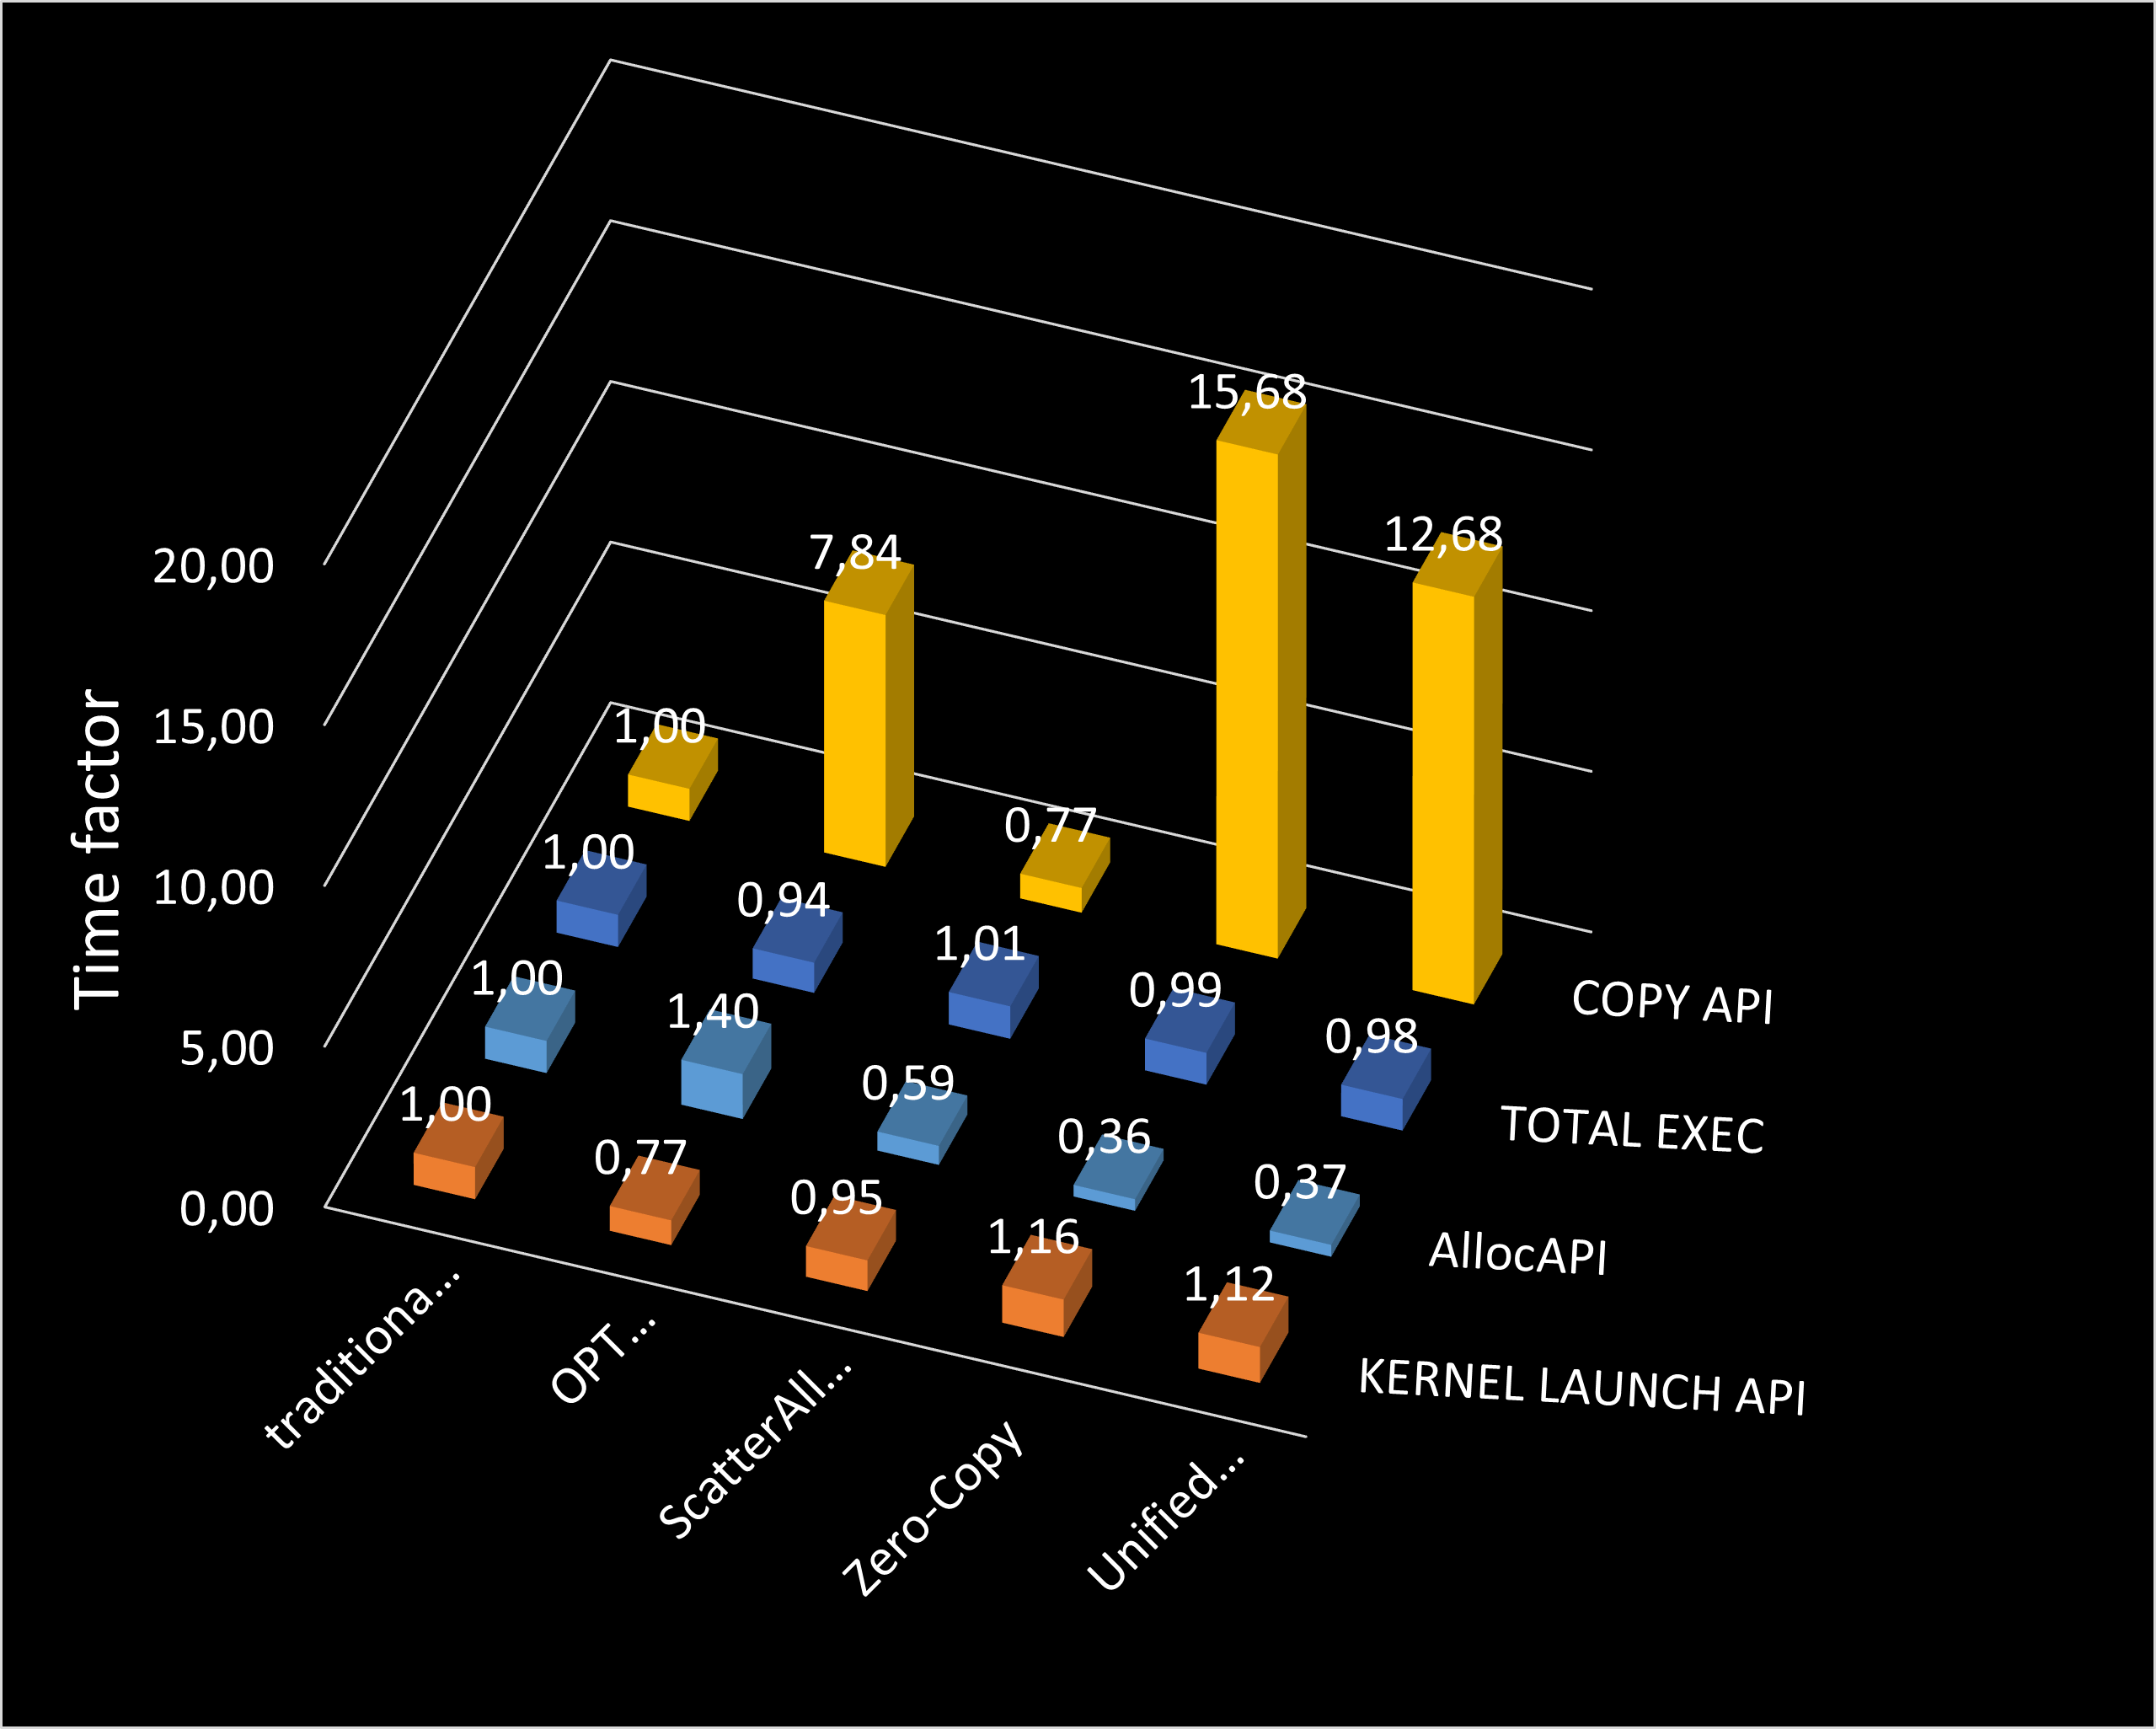 Time factor
20,00
15,00
10,00
5,00
0,00
15,68
12,68
7,84
1,00
0,77
1,00
0,94
1,01
0,99
0,98
1,00
1,40
0,59
0,36
0,37
1,00
0,77
0,95
1,16
1,12
COPY API
TOTAL EXEC
AllocAPI
KERNEL LAUNCH API
traditiona...
OPT...
ScatterAll...
Zero-Copy
Unified...